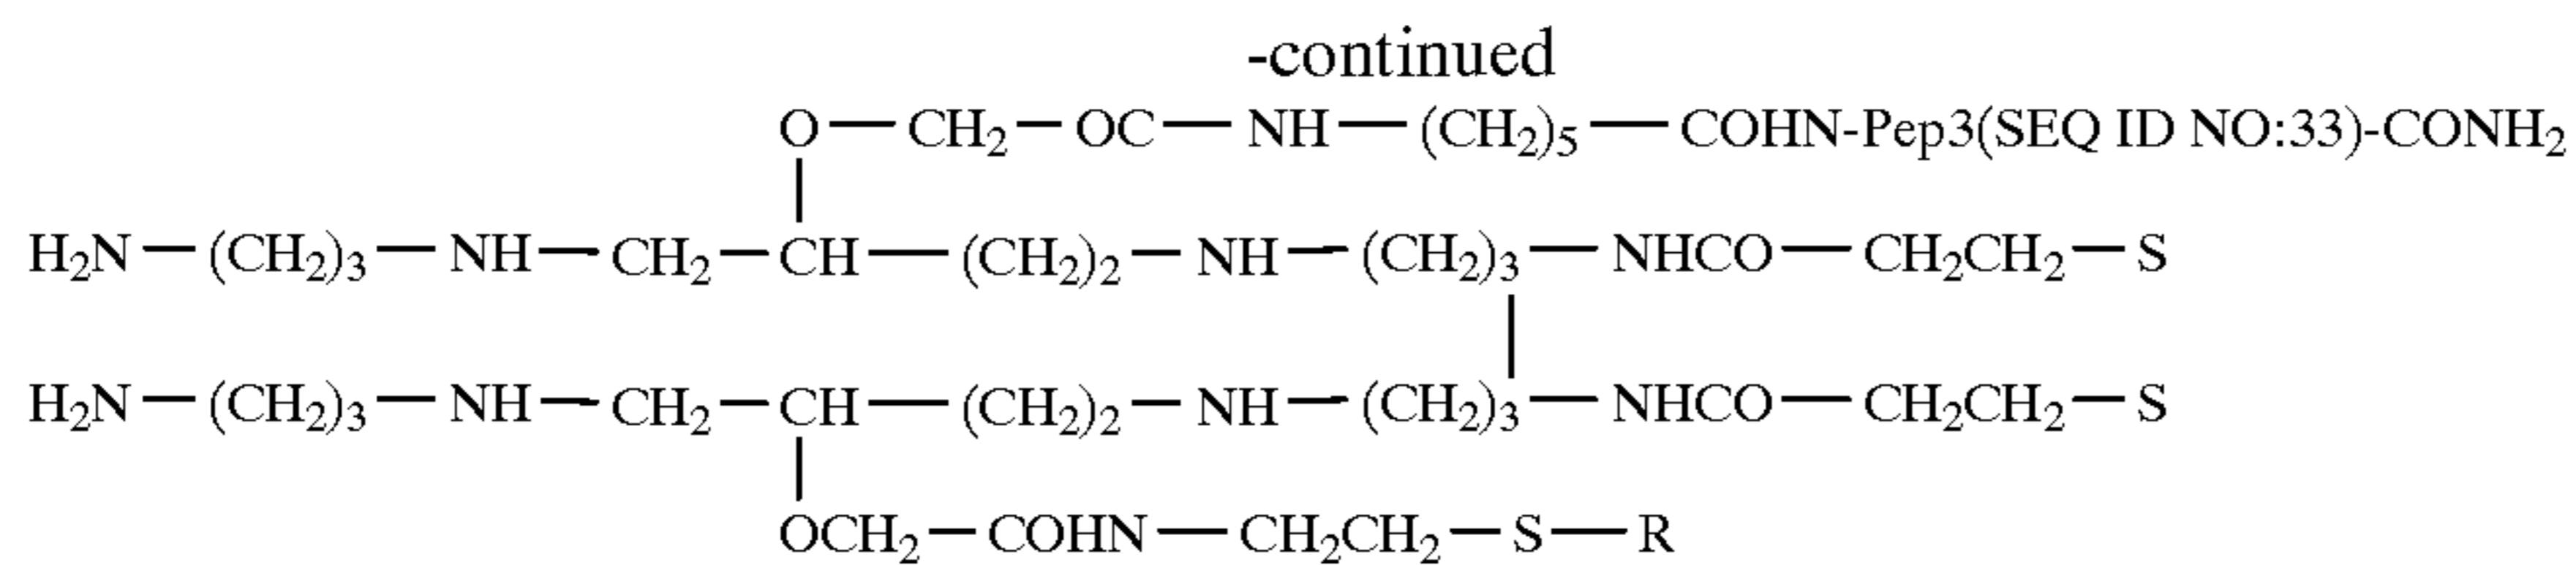 -continued
O—CH₂—OC—NH—(CH₂)₅—COHN-Pep3(SEQ ID NO:33)-CONH₂
H₂N—(CH₂)₃—NH—CH₂—CH—(CH₂)₂—NH—(CH₂)₃—NHCO—CH₂CH₂—S
H₂N—(CH₂)₃—NH—CH₂—CH—(CH₂)₂—NH—(CH₂)₃—NHCO—CH₂CH₂—S
OCH₂—COHN—CH₂CH₂—S—R